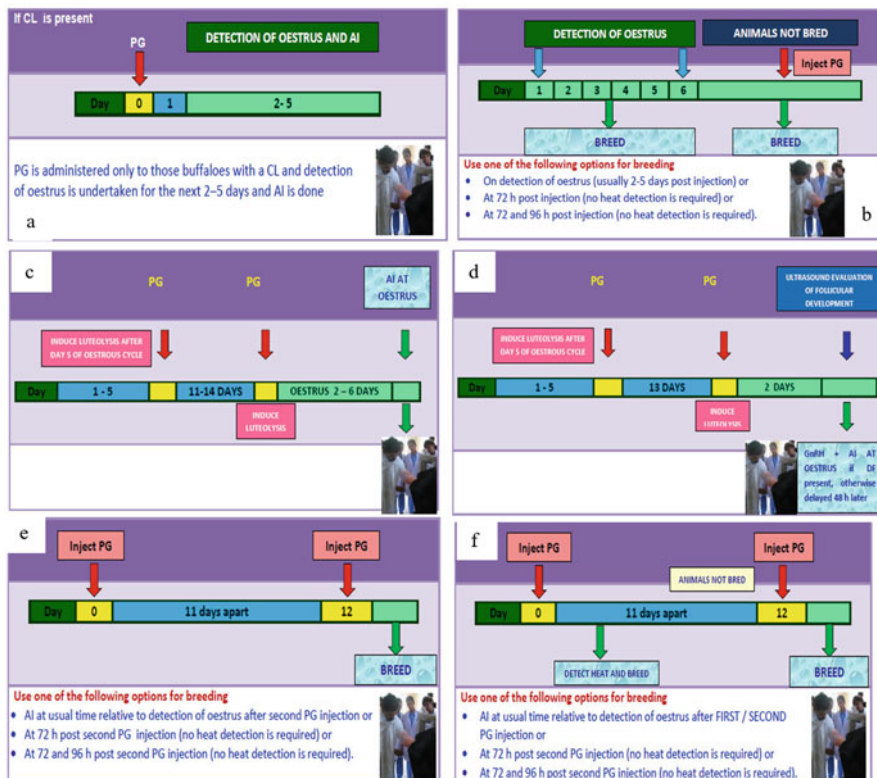 If CL is present
PG
DETECTION OF OESTRUS AND AI
Day 0 1 2- 5
PG is administered only to those buffaloes with a CL and detection
of oestrus is undertaken for the next 2–5 days and AI is done
a
DETECTION OF OESTRUS
ANIMALS NOT BRED
Inject PG
Day 1 2 3 4 5 6
BREED
BREED
Use one of the following options for breeding
• On detection of oestrus (usually 2-5 days post injection) or
• At 72 h post injection (no heat detection is required) or
• At 72 and 96 h post injection (no heat detection is required).
b
c
PG
PG
AI AT
OESTRUS
INDUCE LUTEOLYSIS AFTER
DAY 5 OF OESTROUS CYCLE
Day 1 - 5 11-14 DAYS OESTRUS 2 – 6 DAYS
INDUCE
LUTEOLYSIS
d
PG
PG
ULTRASOUND EVALUATION
OF FOLLICULAR
DEVELOPMENT
INDUCE LUTEOLYSIS AFTER
DAY 5 OF OESTROUS CYCLE
Day 1 - 5 13 DAYS 2 DAYS
INDUCE
LUTEOLYSIS
GnRH + AI AT
OESTRUS if DF
present, otherwise
delayed 48 h later
e
Inject PG
Inject PG
Day 0 11 days apart 12
BREED
Use one of the following options for breeding
• AI at usual time relative to detection of oestrus after second PG injection or
• At 72 h post second PG injection (no heat detection is required) or
• At 72 and 96 h post second PG injection (no heat detection is required).
f
Inject PG
Inject PG
ANIMALS NOT BRED
Day 0 11 days apart 12
DETECT HEAT AND BREED
BREED
Use one of the following options for breeding
• AI at usual time relative to detection of oestrus after FIRST / SECOND
PG injection or
• At 72 h post second PG injection (no heat detection is required) or
• At 72 and 96 h post second PG injection (no heat detection is required).